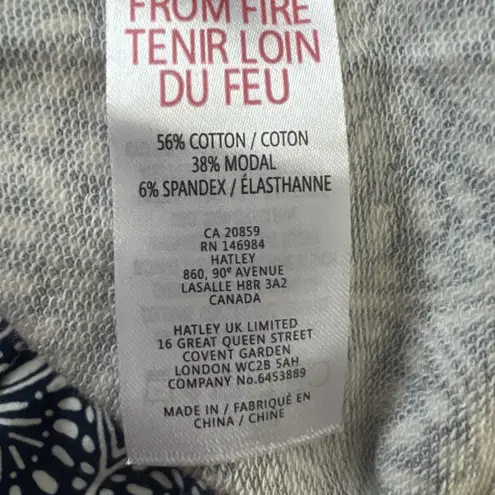 FROM FIRE
TENIR LOIN
DU FEU
56% COTTON / COTON
38% MODAL
6% SPANDEX / ÉLASTHANNE
CA 20859
RN 146984
HATLEY
860, 90e AVENUE
LASALLE H8R 3A2
CANADA
HATLEY UK LIMITED
16 GREAT QUEEN STREET
COVENT GARDEN
LONDON WC2B 5AH
COMPANY No.6453889
MADE IN / FABRIQUÉ EN
CHINA / CHINE